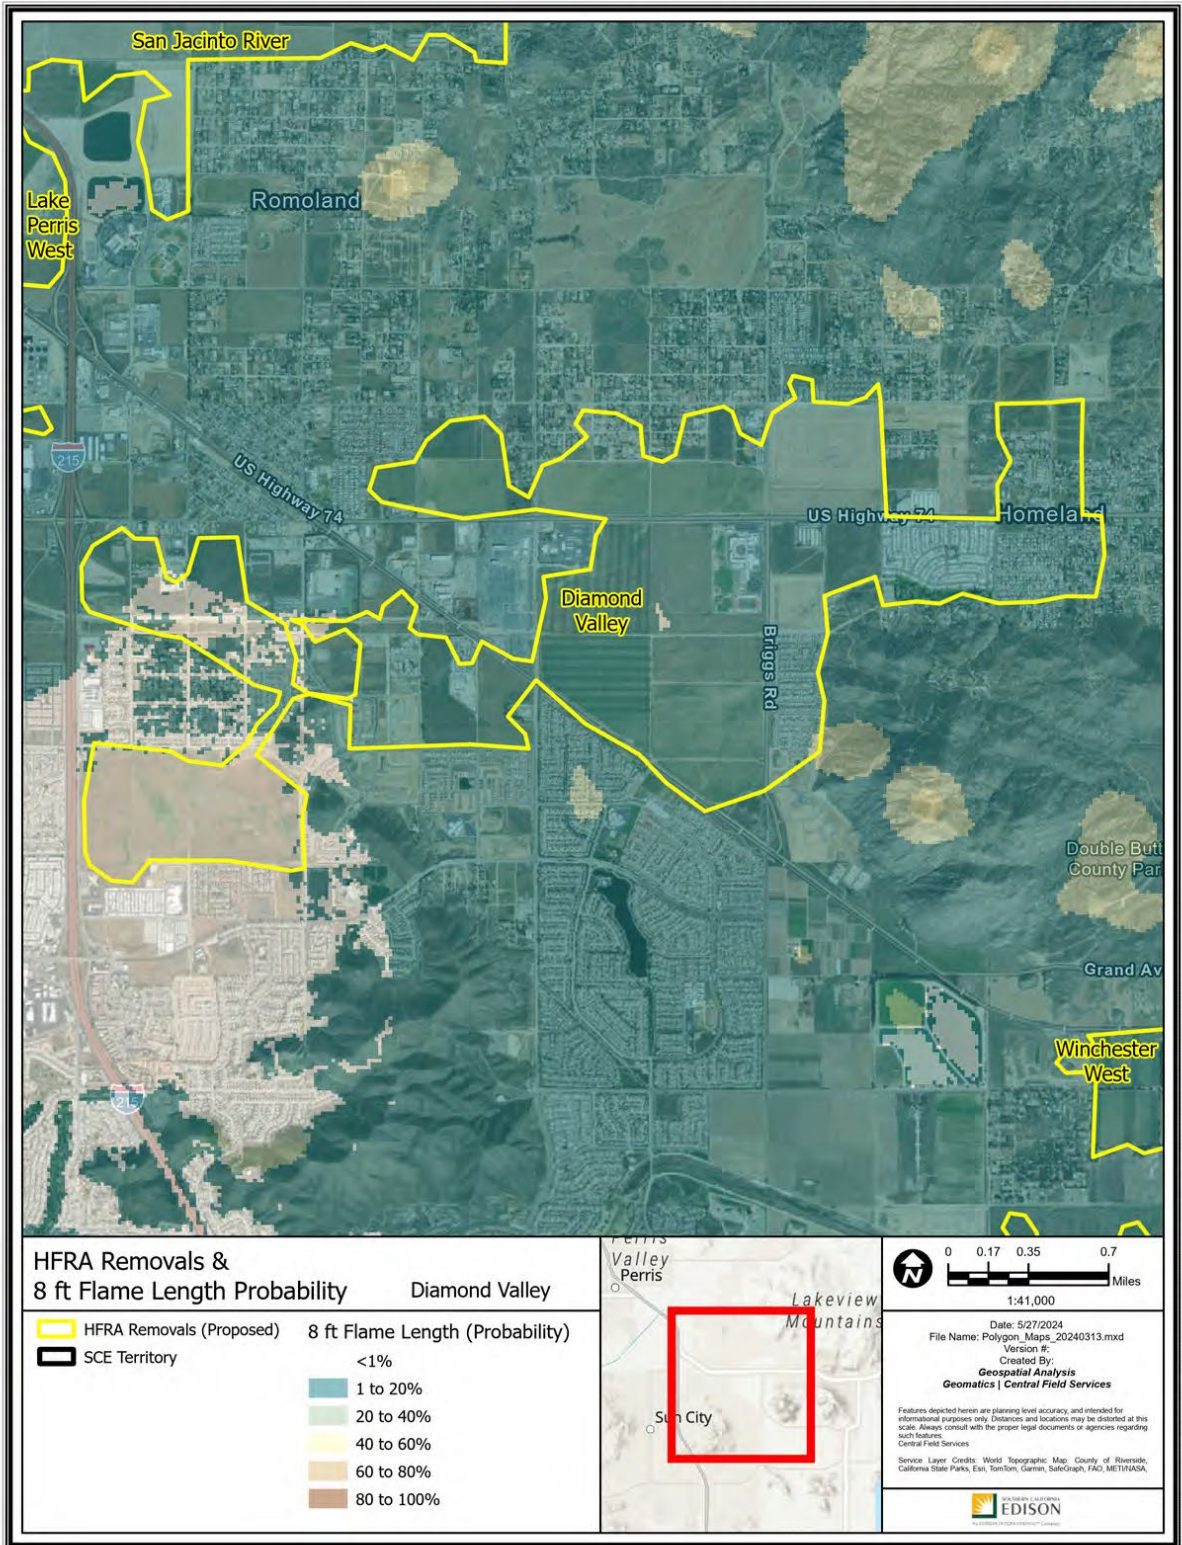 San Jacinto River
Lake
Perris
West
Romoland
215
US Highway 74
US Highway 74
Homeland
Diamond
Valley
Briggs Rd
Double Butt
County Par
Grand Av
Winchester
West
215
HFRA Removals &
8 ft Flame Length Probability
Diamond Valley
HFRA Removals (Proposed)
SCE Territory
8 ft Flame Length (Probability)
<1%
1 to 20%
20 to 40%
40 to 60%
60 to 80%
80 to 100%
Perris
Valley
Perris
Lakeview
Mountains
Sun City
N
0 0.17 0.35 0.7
Miles
1:41,000
Date: 5/27/2024
File Name: Polygon_Maps_20240313.mxd
Version #:
Created By:
Geospatial Analysis
Geomatics | Central Field Services
Features depicted herein are planning level accuracy, and intended for
informational purposes only. Distances and locations may be distorted at this
scale. Always consult with the proper legal documents or agencies regarding
such features.
Central Field Services
Service Layer Credits: World Topographic Map: County of Riverside,
California State Parks, Esri, TomTom, Garmin, SafeGraph, FAO, METI/NASA,
SOUTHERN CALIFORNIA
EDISON
An EDISON INTERNATIONAL® Company